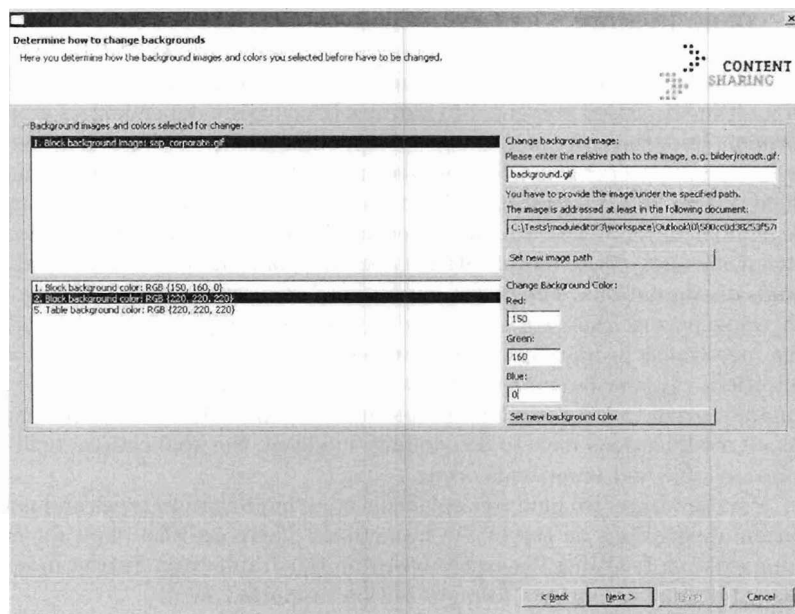 Determine how to change backgrounds
Here you determine how the background images and colors you selected before have to be changed.
CONTENT
SHARING
Background images and colors selected for change:
1. Block background image: sap_corporate.gif
Change background image:
Please enter the relative path to the image, e.g. bilder/rotodt.gif:
background.gif
You have to provide the image under the specified path.
The image is addressed at least in the following document:
C:\Tests\moduleditor3\workspace\Outlook\0\580cc0d38253f57
Set new image path
1. Block background color: RGB {150, 160, 0}
2. Block background color: RGB {220, 220, 220}
5. Table background color: RGB {220, 220, 220}
Change Background Color:
Red:
150
Green:
160
Blue:
0
Set new background color
< Back
Next >
Cancel